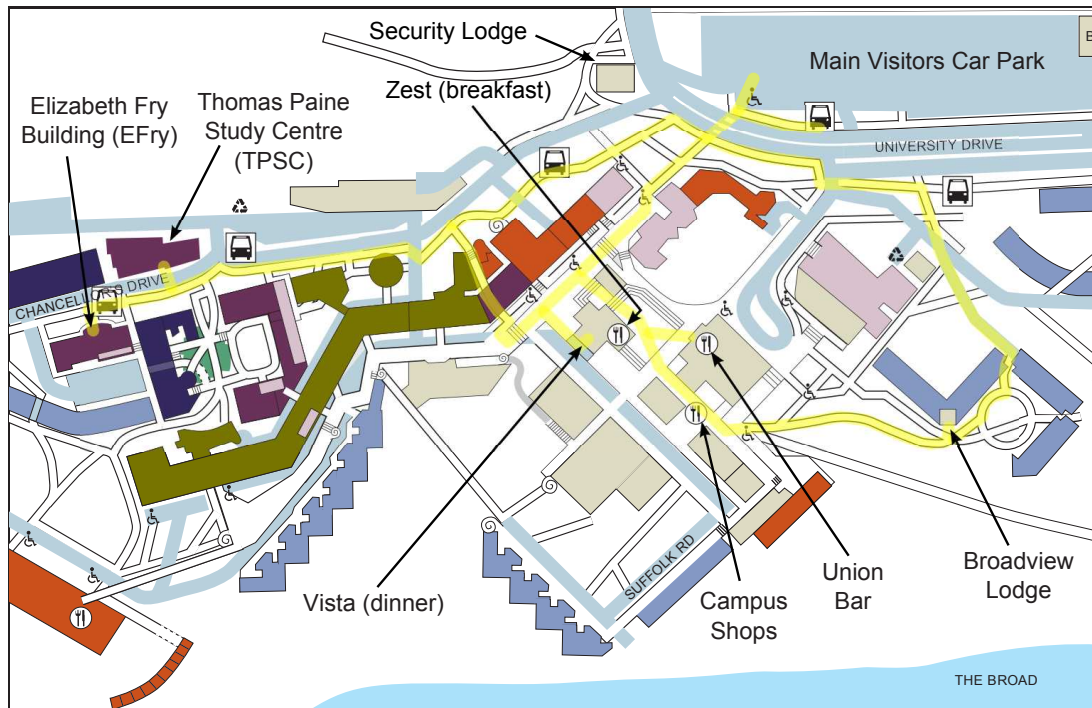 Security Lodge
Zest (breakfast)
Main Visitors Car Park
Elizabeth Fry
Building (EFry)
Thomas Paine
Study Centre
(TPSC)
UNIVERSITY DRIVE
CHANCELLOR'S DRIVE
Vista (dinner)
SUFFOLK RD
Campus
Shops
Union
Bar
Broadview
Lodge
THE BROAD